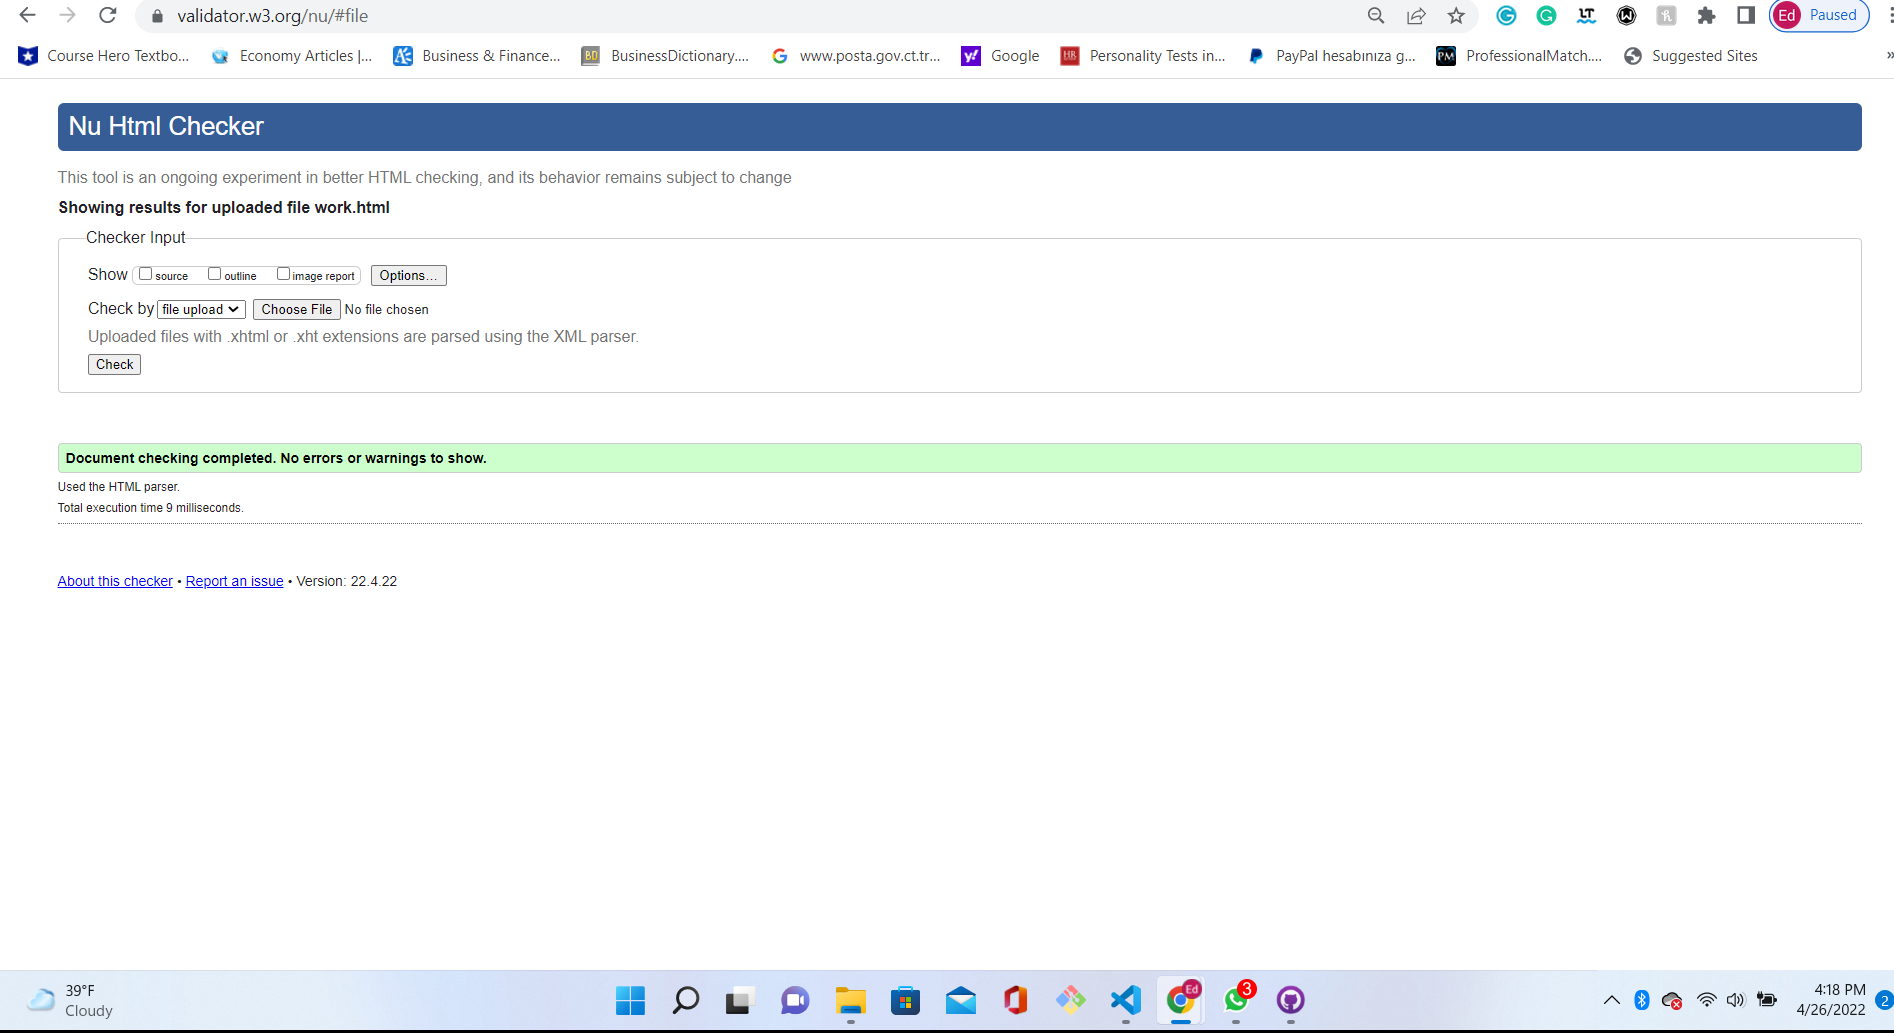 validator.w3.org/nu/#file
Ed Paused
Course Hero Textbo... Economy Articles |... Business & Finance... BD BusinessDictionary.... www.posta.gov.ct.tr... y! Google HB Personality Tests in... PayPal hesabınıza g... PM ProfessionalMatch.... Suggested Sites »
Nu Html Checker
This tool is an ongoing experiment in better HTML checking, and its behavior remains subject to change
Showing results for uploaded file work.html
Checker Input
Show source outline image report Options...
Check by file upload Choose File No file chosen
Uploaded files with .xhtml or .xht extensions are parsed using the XML parser.
Check
Document checking completed. No errors or warnings to show.
Used the HTML parser.
Total execution time 9 milliseconds.
About this checker • Report an issue • Version: 22.4.22
39°F
Cloudy
Ed
3
4:18 PM
4/26/2022
2